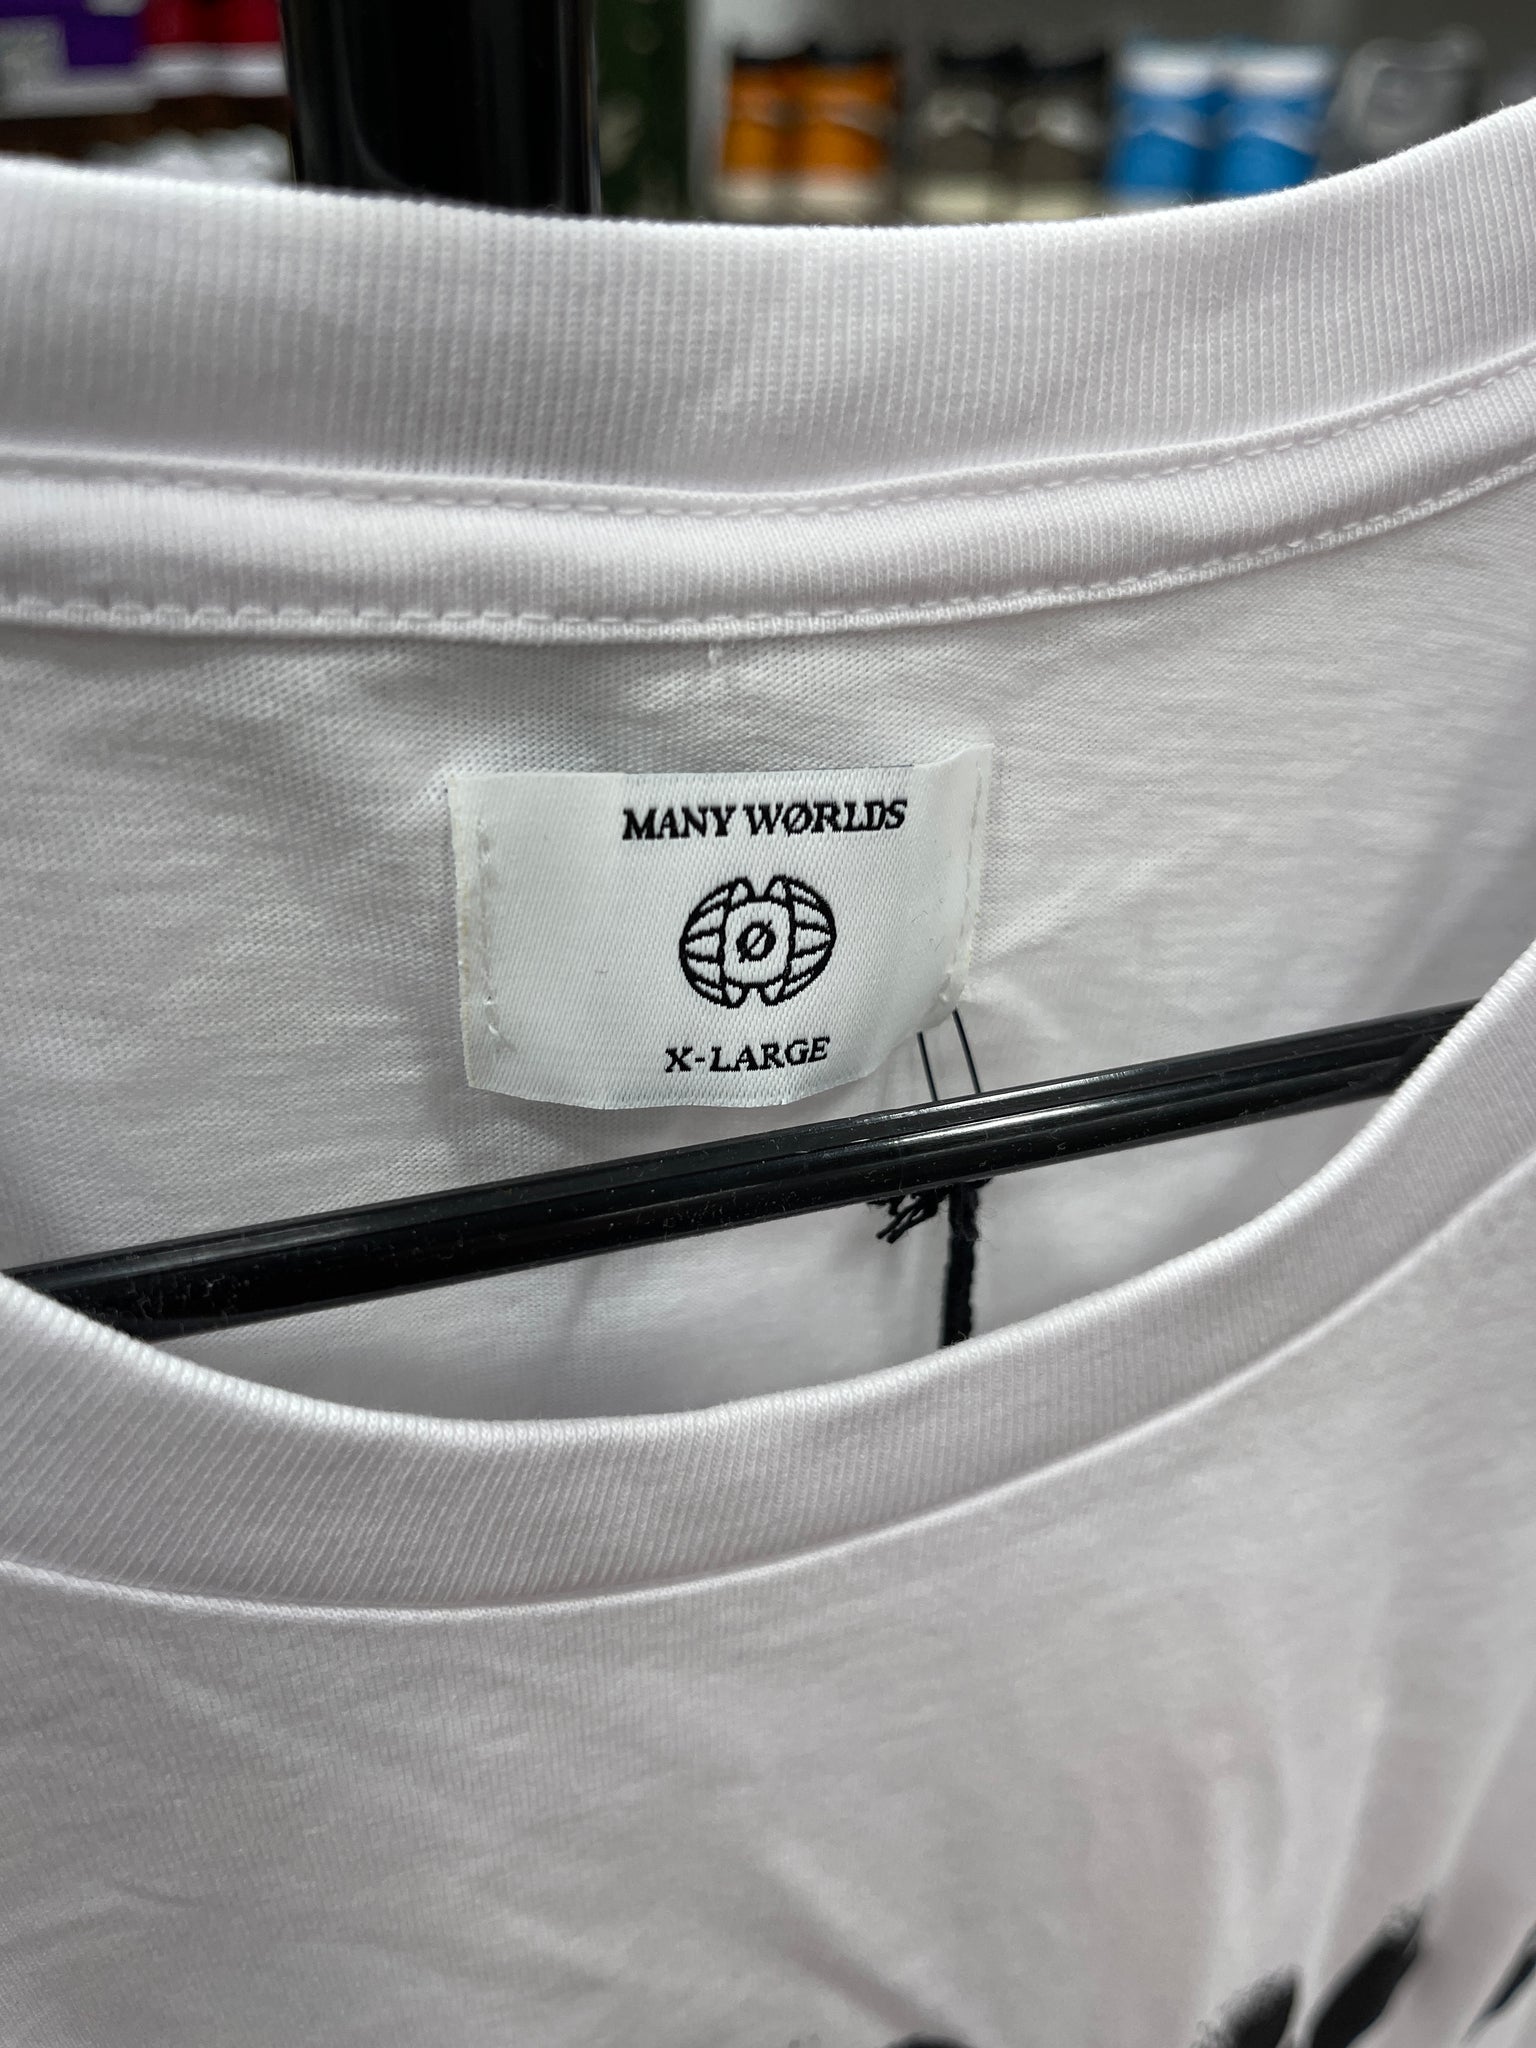 MANY WØRLDS
Ø
X-LARGE